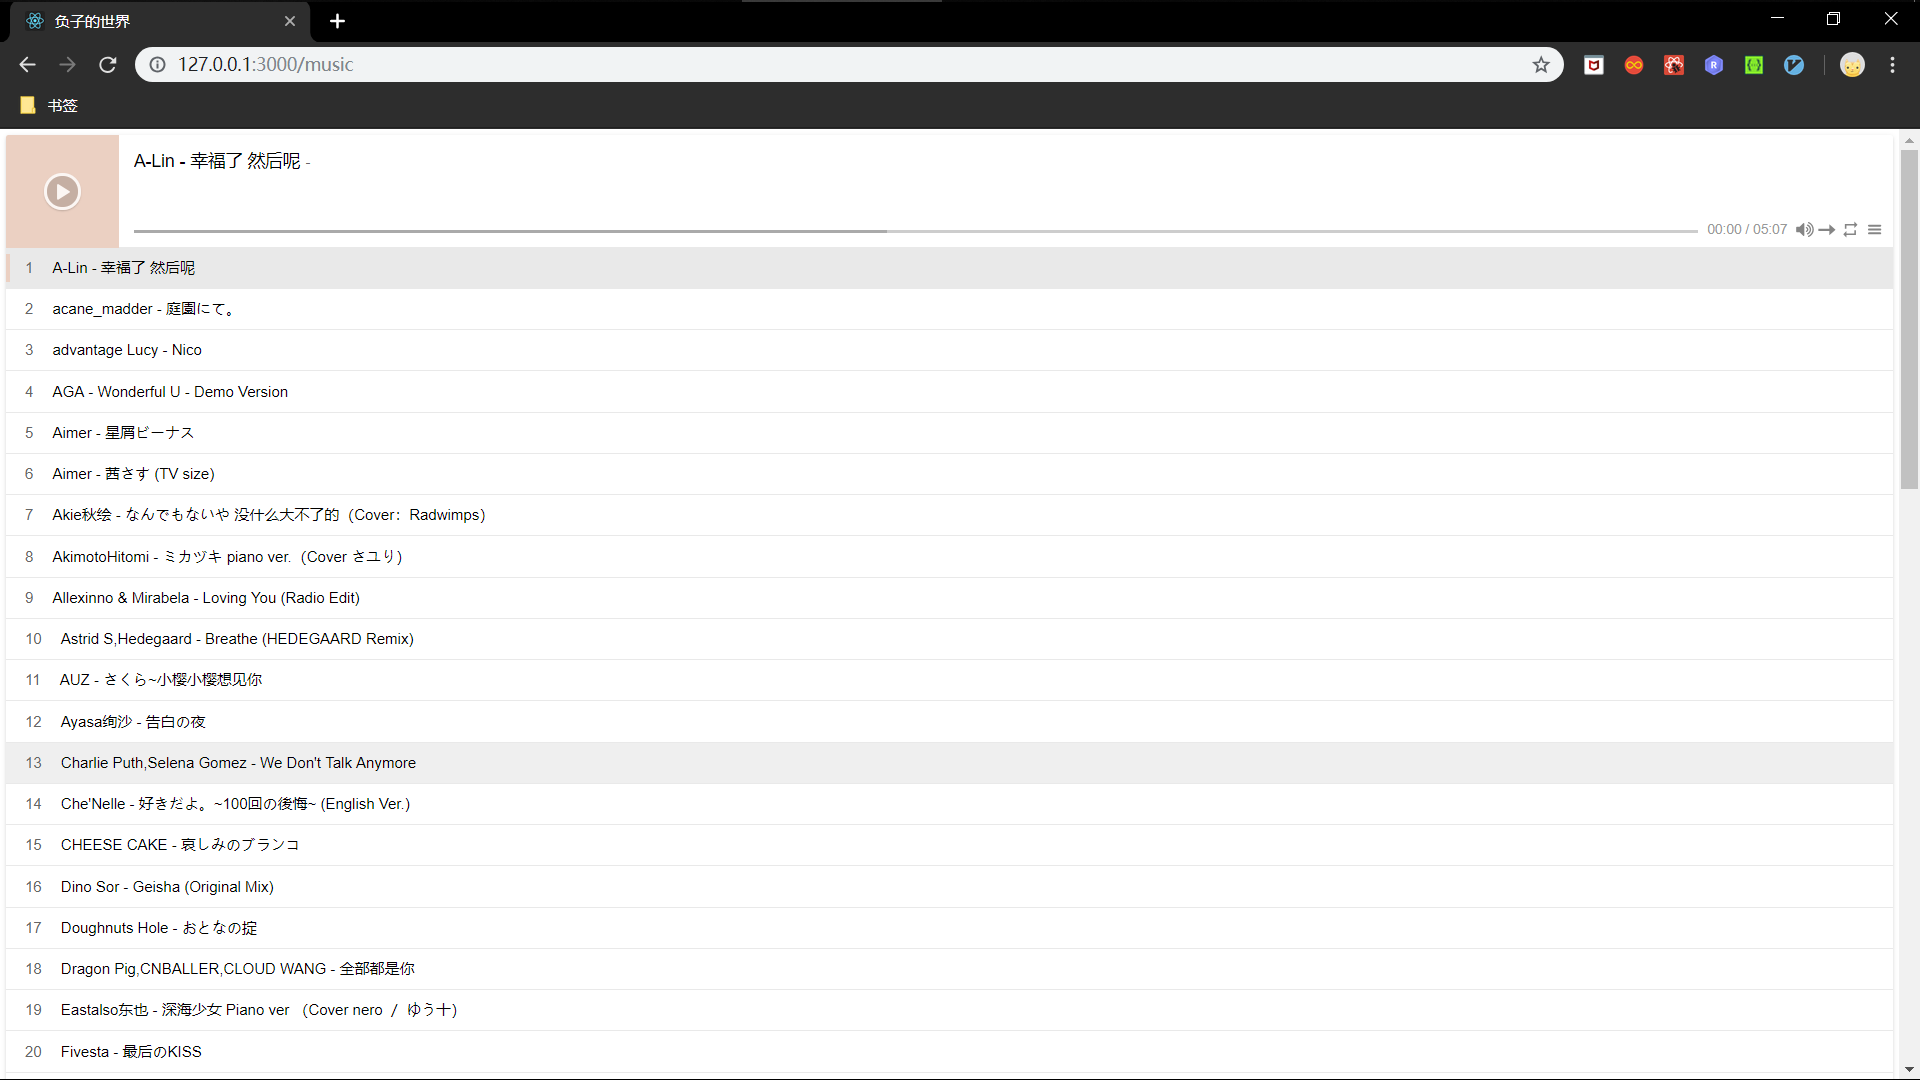 负子的世界
127.0.0.1:3000/music
书签
A-Lin - 幸福了 然后呢 -
00:00 / 05:07
1 A-Lin - 幸福了 然后呢
2 acane_madder - 庭園にて。
3 advantage Lucy - Nico
4 AGA - Wonderful U - Demo Version
5 Aimer - 星屑ビーナス
6 Aimer - 茜さす (TV size)
7 Akie秋绘 - なんでもないや 没什么大不了的（Cover：Radwimps）
8 AkimotoHitomi - ミカヅキ piano ver.（Cover さユり）
9 Allexinno & Mirabela - Loving You (Radio Edit)
10 Astrid S,Hedegaard - Breathe (HEDEGAARD Remix)
11 AUZ - さくら~小樱小樱想见你
12 Ayasa绚沙 - 告白の夜
13 Charlie Puth,Selena Gomez - We Don't Talk Anymore
14 Che'Nelle - 好きだよ。~100回の後悔~ (English Ver.)
15 CHEESE CAKE - 哀しみのブランコ
16 Dino Sor - Geisha (Original Mix)
17 Doughnuts Hole - おとなの掟
18 Dragon Pig,CNBALLER,CLOUD WANG - 全部都是你
19 Eastalso东也 - 深海少女 Piano ver （Cover nero ／ ゆう十）
20 Fivesta - 最后のKISS